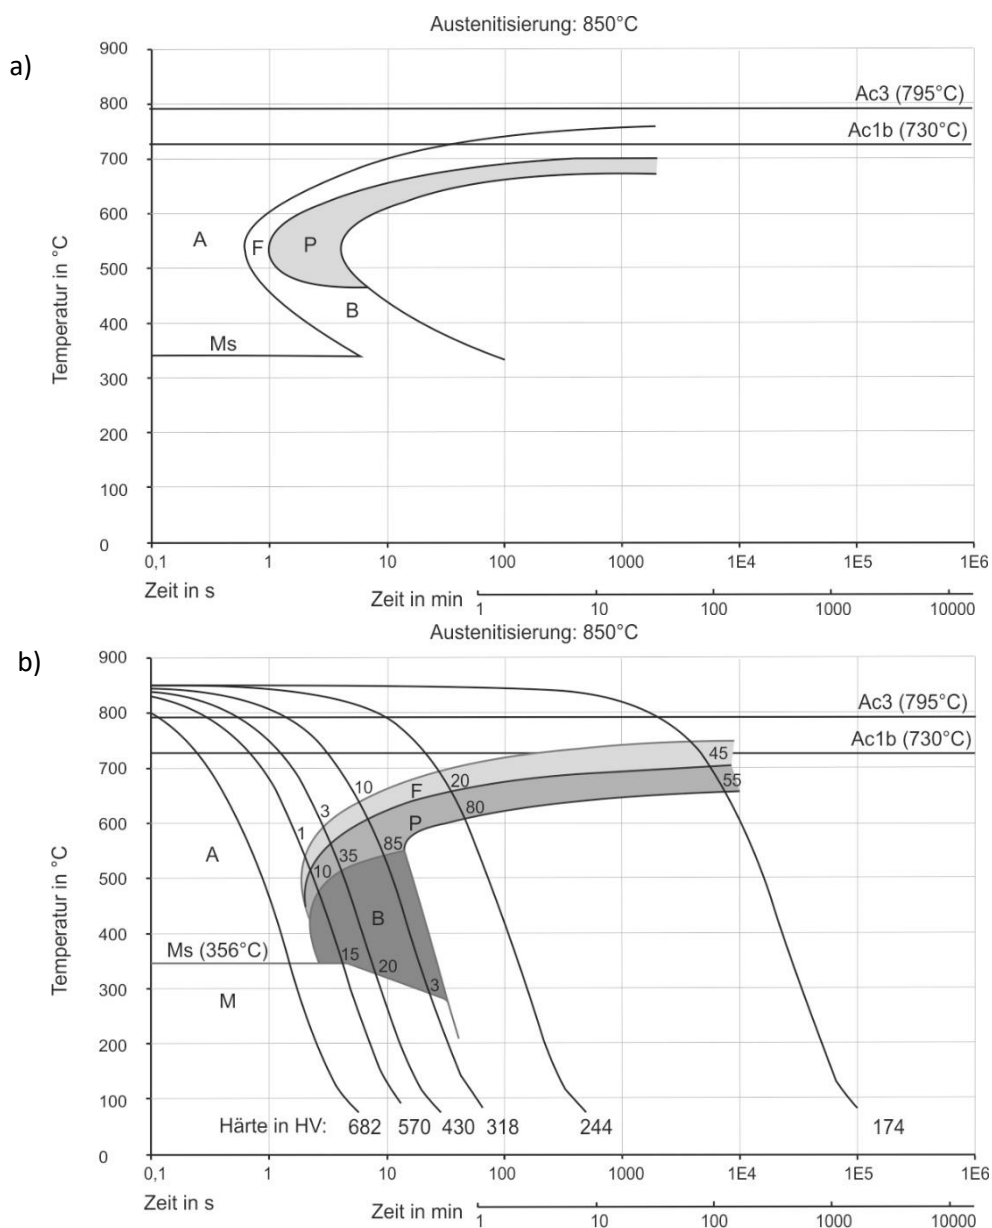 Austenitisierung: 850°C
a)
900
Ac3 (795°C)
800
Ac1b (730°C)
700
600
A F P
500
B
400
Ms
300
200
100
0
Temperatur in °C
0,1 1 10 100 1000 1E4 1E5 1E6
Zeit in s
Zeit in min
1 10 100 1000 10000
Austenitisierung: 850°C
b)
900
Ac3 (795°C)
800
Ac1b (730°C)
45
700
10 20 F 55
3 P 80
600
1
A 35 85
10
500
B
400
Ms (356°C) 15 20
M 3
300
200
100
Härte in HV: 682 570 430 318 244 174
0
Temperatur in °C
0,1 1 10 100 1000 1E4 1E5 1E6
Zeit in s
Zeit in min
1 10 100 1000 10000